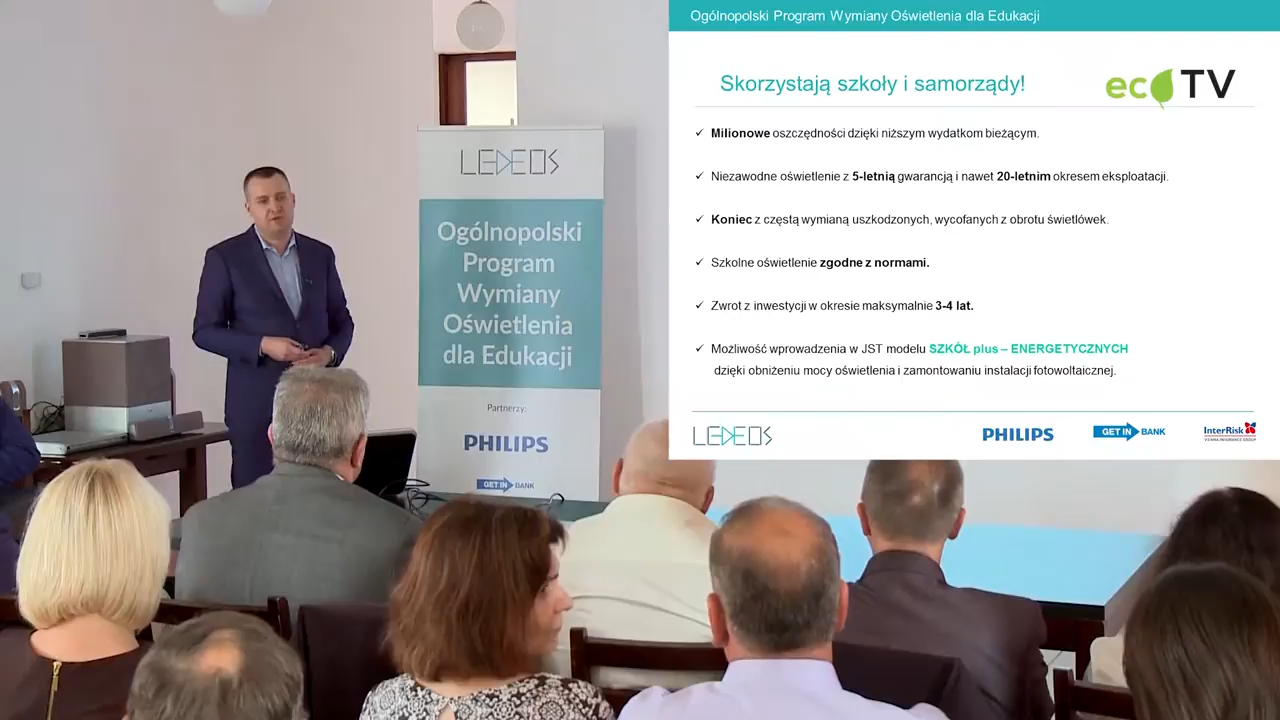 Ogólnopolski Program Wymiany Oświetlenia dla Edukacji
Skorzystają szkoły i samorządy!
ecoTV
✓ Milionowe oszczędności dzięki niższym wydatkom bieżącym.
✓ Niezawodne oświetlenie z 5-letnią gwarancją i nawet 20-letnim okresem eksploatacji.
✓ Koniec z częstą wymianą uszkodzonych, wycofanych z obrotu świetlówek.
✓ Szkolne oświetlenie zgodne z normami.
✓ Zwrot z inwestycji w okresie maksymalnie 3-4 lat.
✓ Możliwość wprowadzenia w JST modelu SZKÓŁ plus – ENERGETYCZNYCH
dzięki obniżeniu mocy oświetlenia i zamontowaniu instalacji fotowoltaicznej.
LEDEOS
PHILIPS
GET IN BANK
InterRisk
VIENNA INSURANCE GROUP
LEDEOS
Ogólnopolski
Program
Wymiany
Oświetlenia
dla Edukacji
Partnerzy:
PHILIPS
GET IN BANK